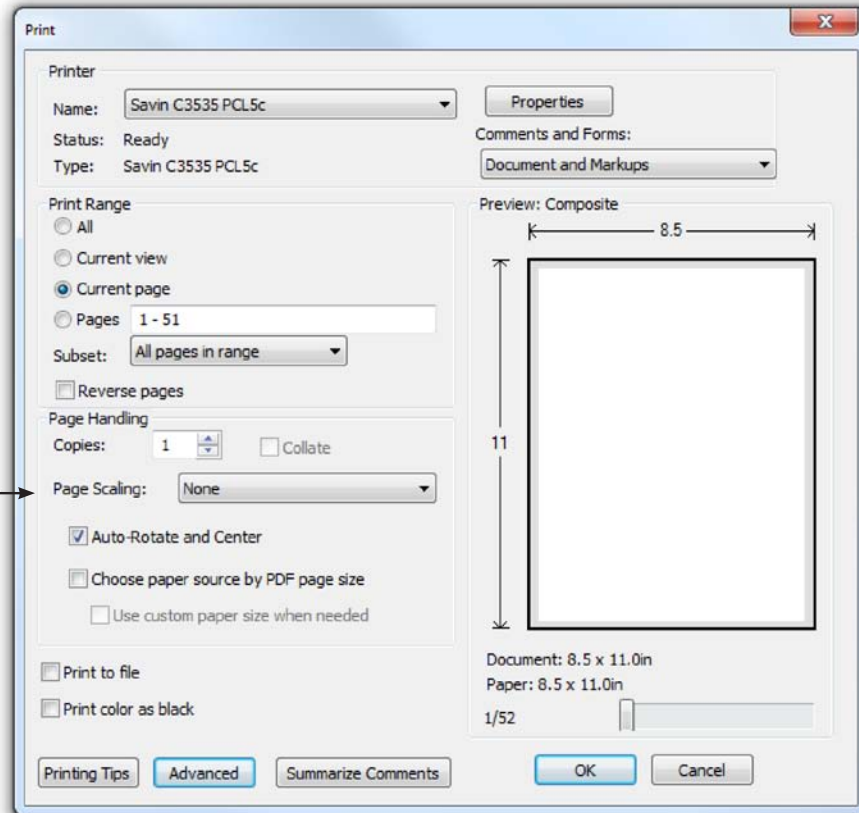 Print
Printer
Name: Savin C3535 PCL5c Properties
Status: Ready Comments and Forms:
Type: Savin C3535 PCL5c Document and Markups
Print Range
All
Current view
Current page
Pages 1 - 51
Subset: All pages in range
Reverse pages
Page Handling
Copies: 1 Collate
Page Scaling: None
Auto-Rotate and Center
Choose paper source by PDF page size
Use custom paper size when needed
Print to file
Print color as black
Preview: Composite
8.5
11
Document: 8.5 x 11.0in
Paper: 8.5 x 11.0in
1/52
Printing Tips Advanced Summarize Comments OK Cancel